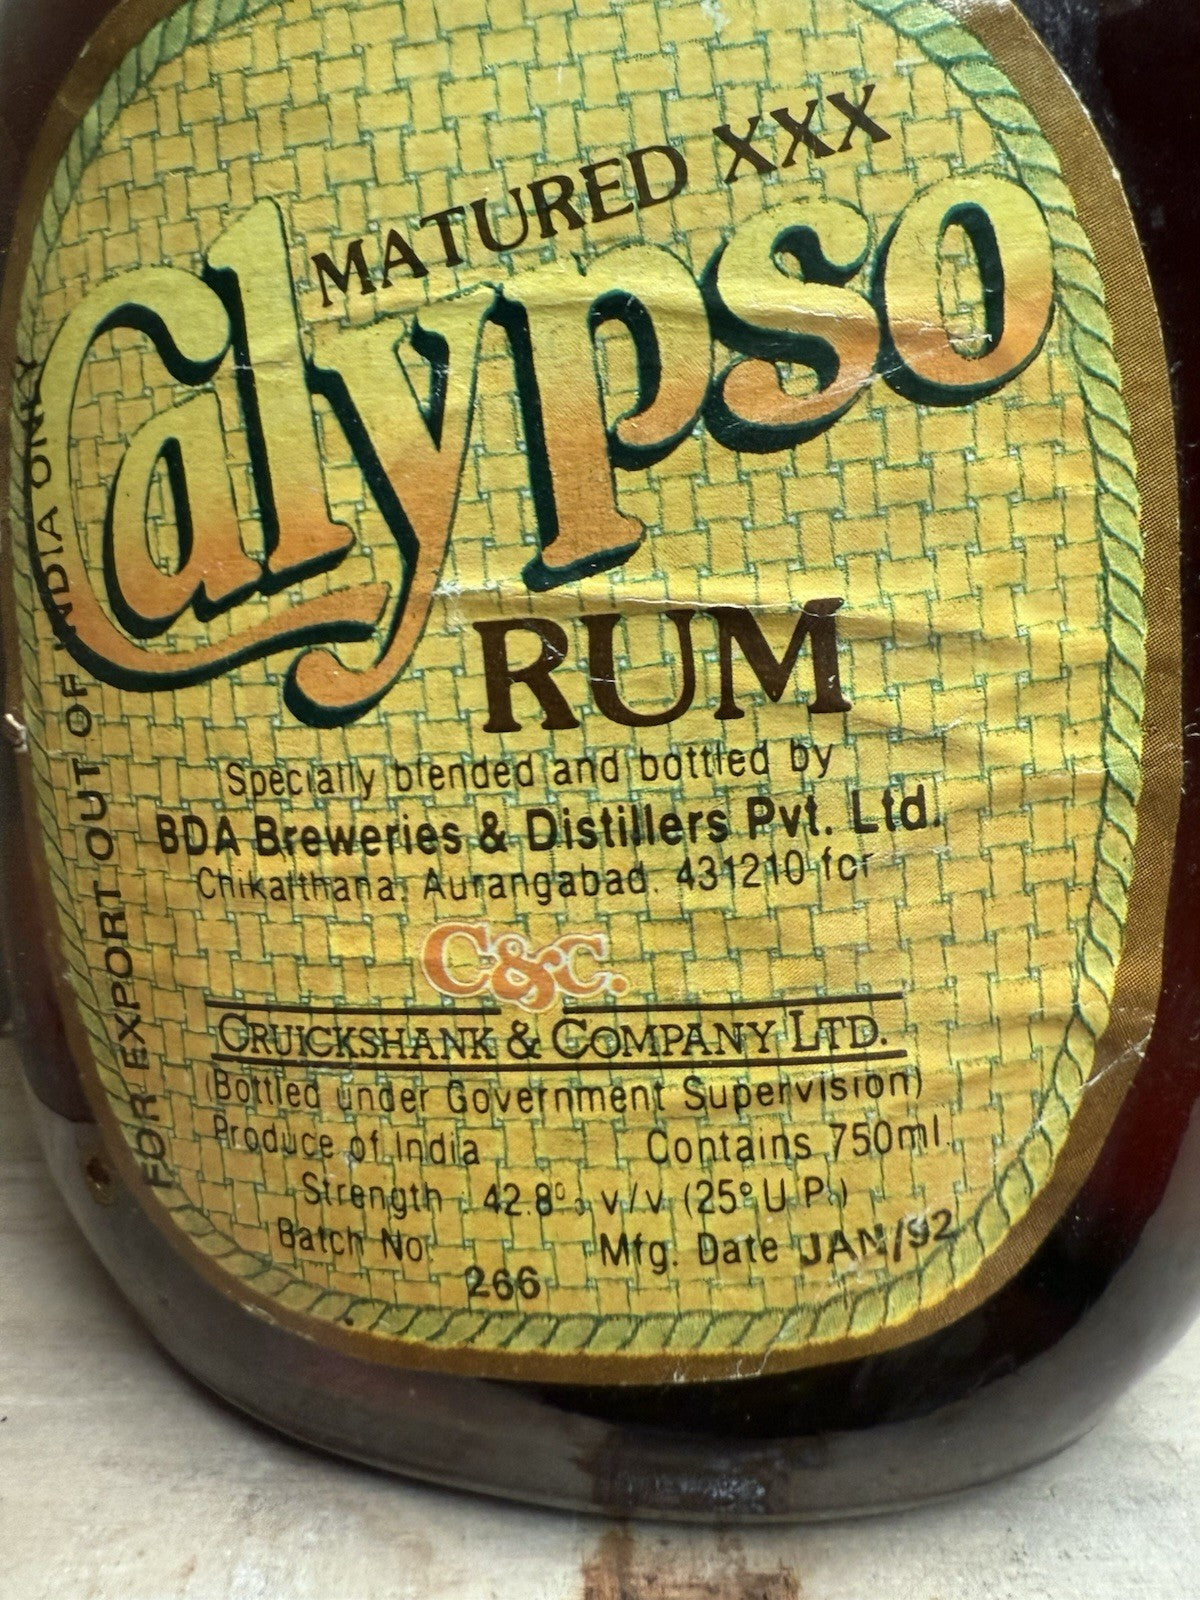 MATURED XXX
Calypso
RUM
Specially blended and bottled by
BDA Breweries & Distillers Pvt. Ltd.
Chikalthana, Aurangabad. 431210 for
C&C.
CRUICKSHANK & COMPANY LTD.
(Bottled under Government Supervision)
Produce of India Contains 750ml.
Strength : 42.8% v/v (25° U.P.)
Batch No. 266 Mfg. Date JAN/92
FOR EXPORT OUT OF INDIA ONLY